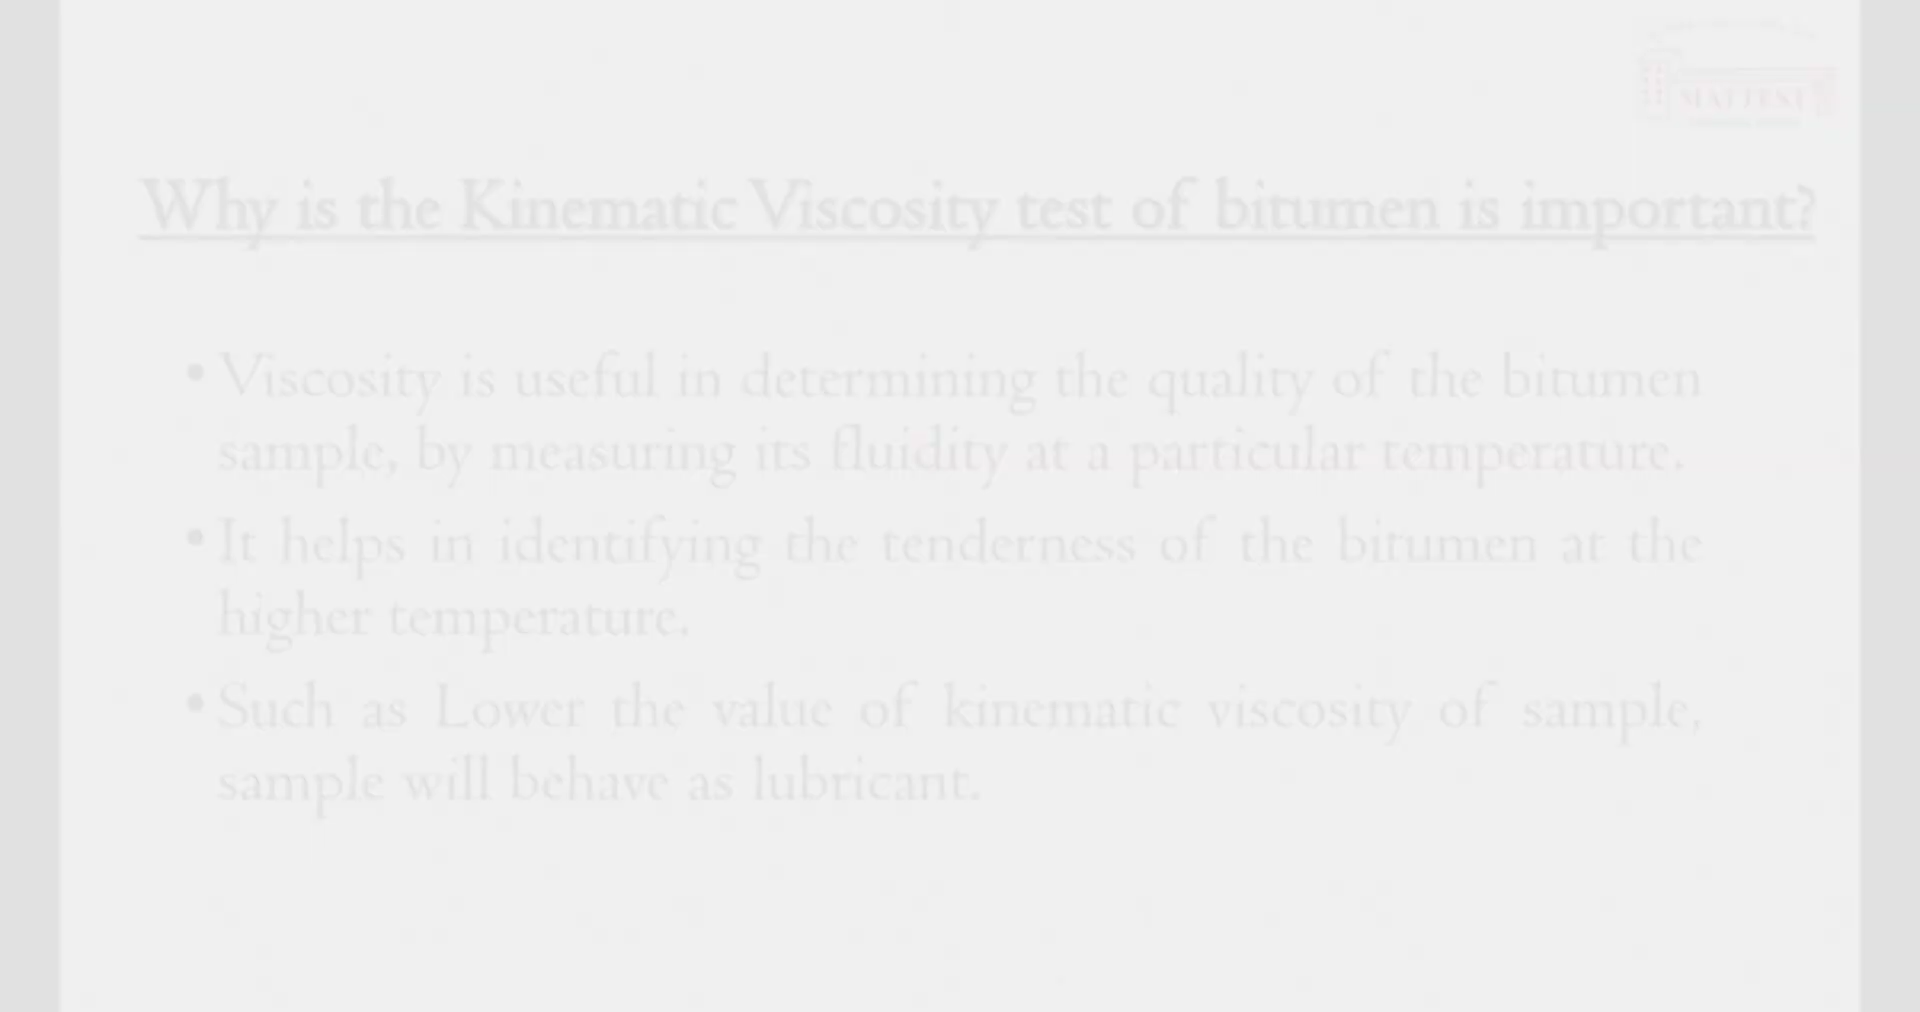 MATTEST
Why is the Kinematic Viscosity test of bitumen is important?
• Viscosity is useful in determining the quality of the bitumen
sample, by measuring its fluidity at a particular temperature.
• It helps in identifying the tenderness of the bitumen at the
higher temperature.
• Such as Lower the value of kinematic viscosity of sample,
sample will behave as lubricant.